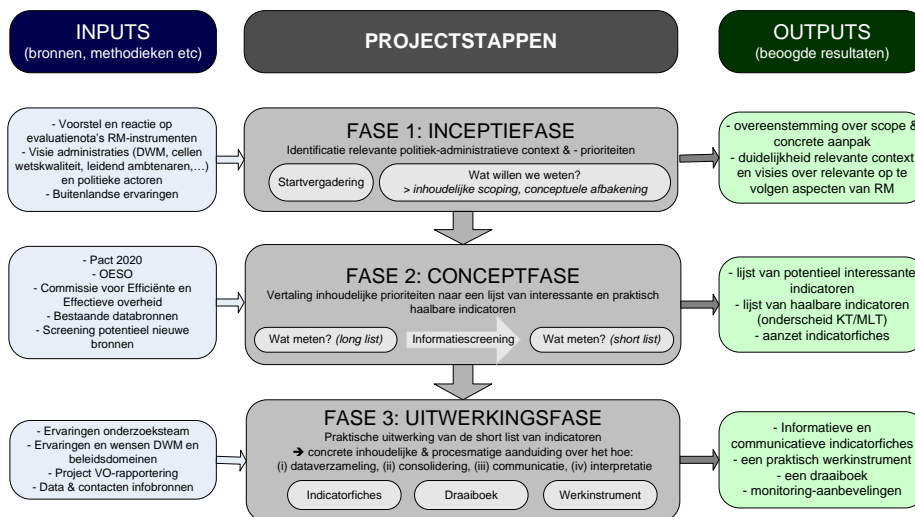 INPUTS
(bronnen, methodieken etc)
PROJECTSTAPPEN
OUTPUTS
(beoogde resultaten)
- Voorstel en reactie op
evaluatienota's RM-instrumenten
- Visie administraties (DWM, cellen
wetskwaliteit, leidend ambtenaren,...)
en politieke actoren
- Buitenlandse ervaringen
FASE 1: INCEPTIEFASE
Identificatie relevante politiek-administratieve context & - prioriteiten
Startvergadering
Wat willen we weten?
> inhoudelijke scoping, conceptuele afbakening
- overeenstemming over scope &
concrete aanpak
- duidelijkheid relevante context
en visies over relevante op te
volgen aspecten van RM
- Pact 2020
- OESO
- Commissie voor Efficiënte en
Effectieve overheid
- Bestaande databronnen
- Screening potentieel nieuwe
bronnen
FASE 2: CONCEPTFASE
Vertaling inhoudelijke prioriteiten naar een lijst van interessante en praktisch
haalbare indicatoren
Wat meten? (long list)
Informatiescreening
Wat meten? (short list)
- lijst van potentieel interessante
indicatoren
- lijst van haalbare indicatoren
(onderscheid KT/MLT)
- aanzet indicatorfiches
- Ervaringen onderzoeksteam
- Ervaringen en wensen DWM en
beleidsdomeinen
- Project VO-rapportering
- Data & contacten infobronnen
FASE 3: UITWERKINGSFASE
Praktische uitwerking van de short list van indicatoren
➔ concrete inhoudelijke & procesmatige aanduiding over het hoe:
(i) dataverzameling, (ii) consolidering, (iii) communicatie, (iv) interpretatie
Indicatorfiches
Draaiboek
Werkinstrument
- Informatieve en
communicatieve indicatorfiches
- een praktisch werkinstrument
- een draaiboek
- monitoring-aanbevelingen